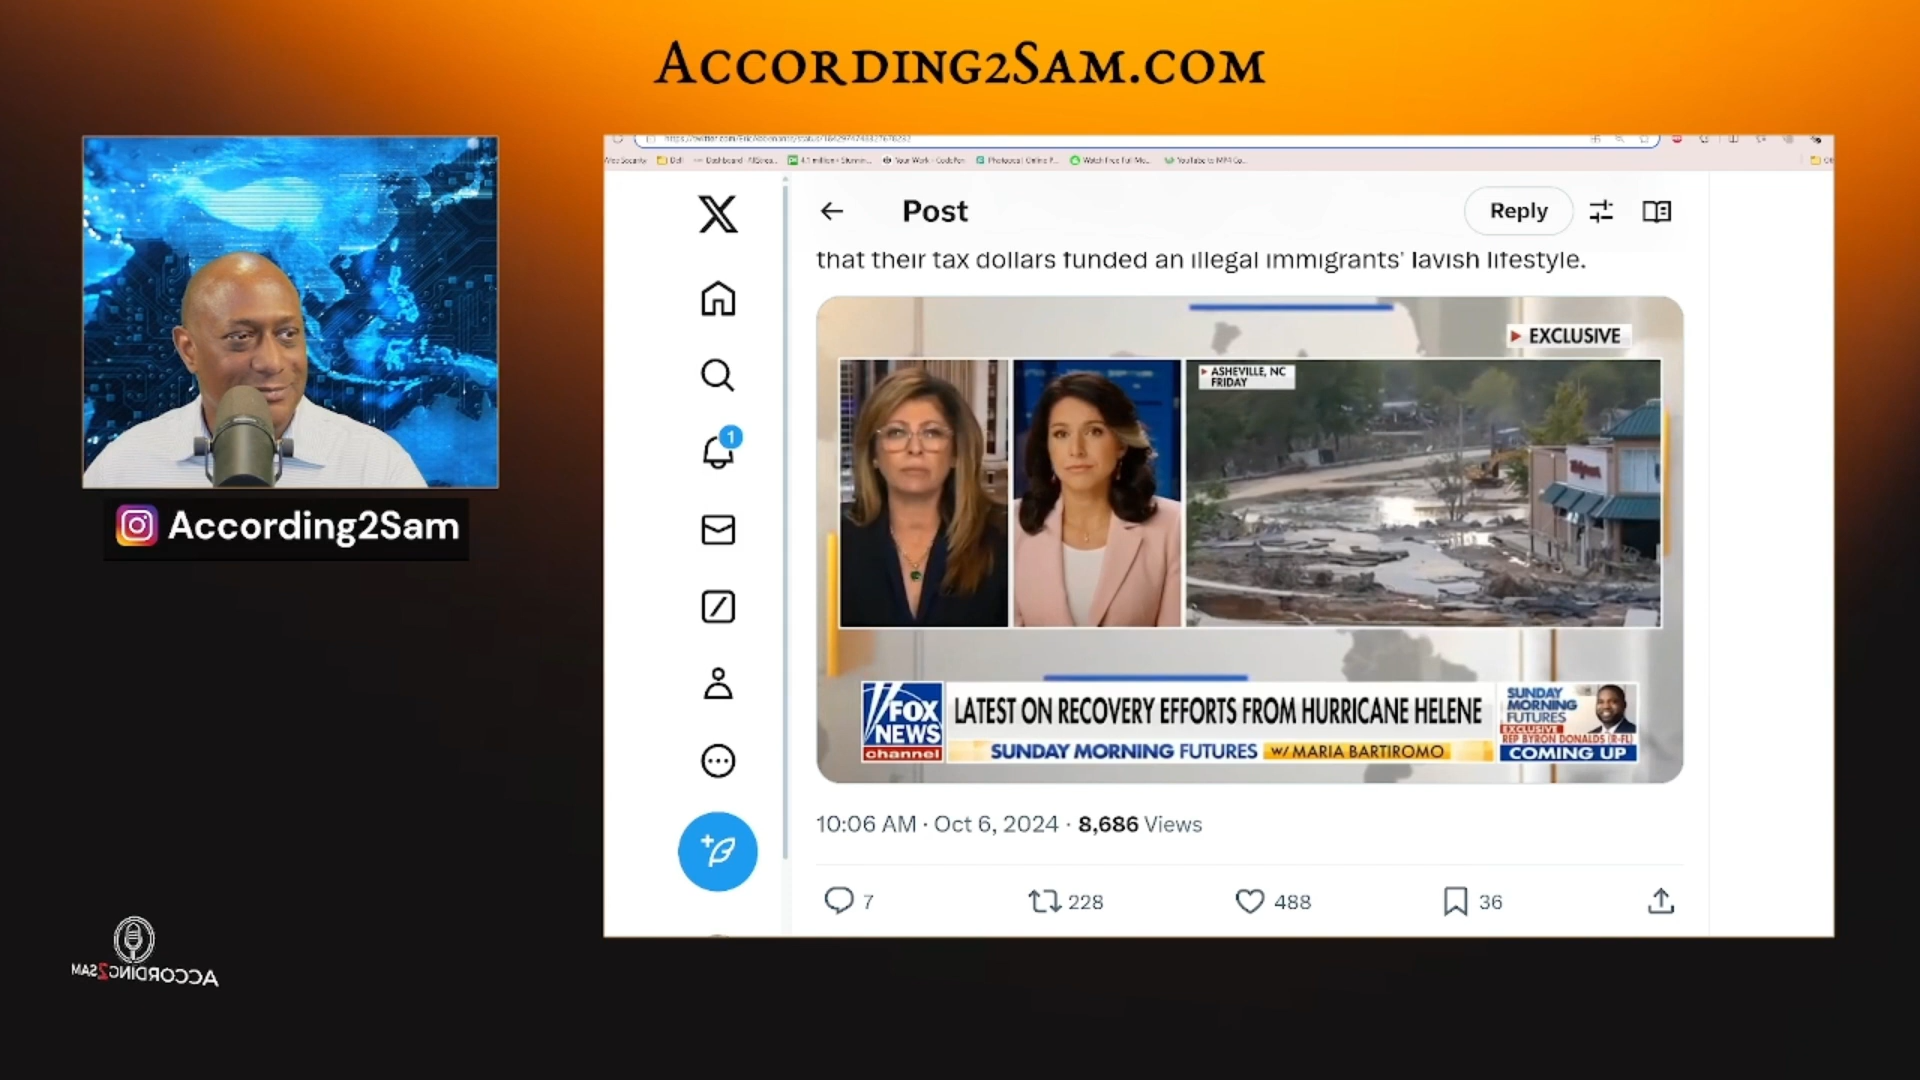 According2Sam.com
Post
Reply
that their tax dollars funded an illegal immigrants' lavish lifestyle.
EXCLUSIVE
ASHEVILLE, NC
FRIDAY
Walgreens
1
According2Sam
FOX
NEWS
channel
LATEST ON RECOVERY EFFORTS FROM HURRICANE HELENE
SUNDAY MORNING FUTURES W/ MARIA BARTIROMO
SUNDAY
MORNING
FUTURES
EXCLUSIVE
REP BYRON DONALDS (R-FL)
COMING UP
10:06 AM · Oct 6, 2024 · 8,686 Views
7
228
488
36
ACCORDING2SAM